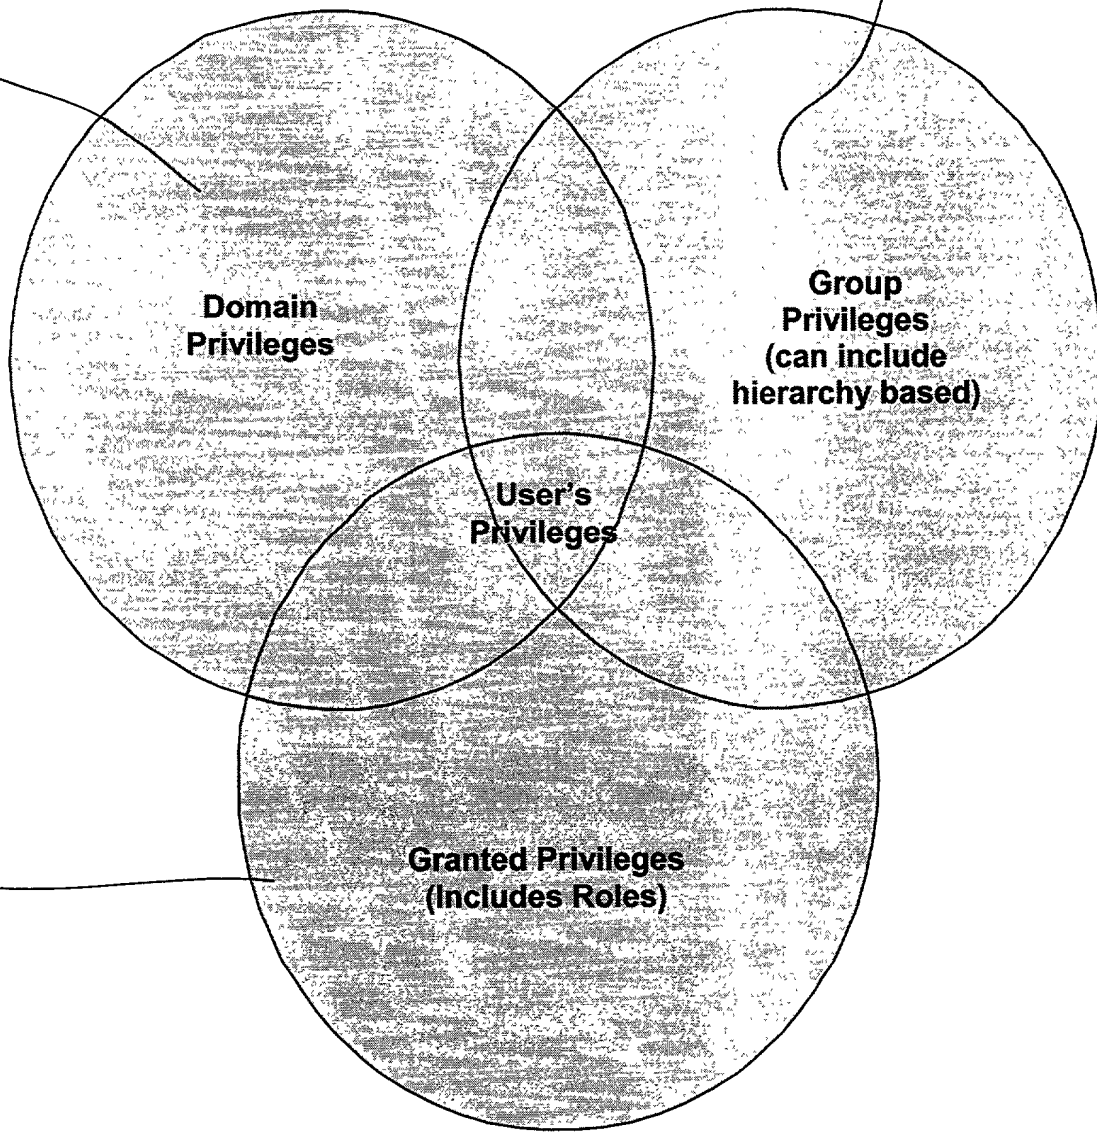 Domain
Privileges
Group
Privileges
(can include
hierarchy based)
User's
Privileges
Granted Privileges
(Includes Roles)